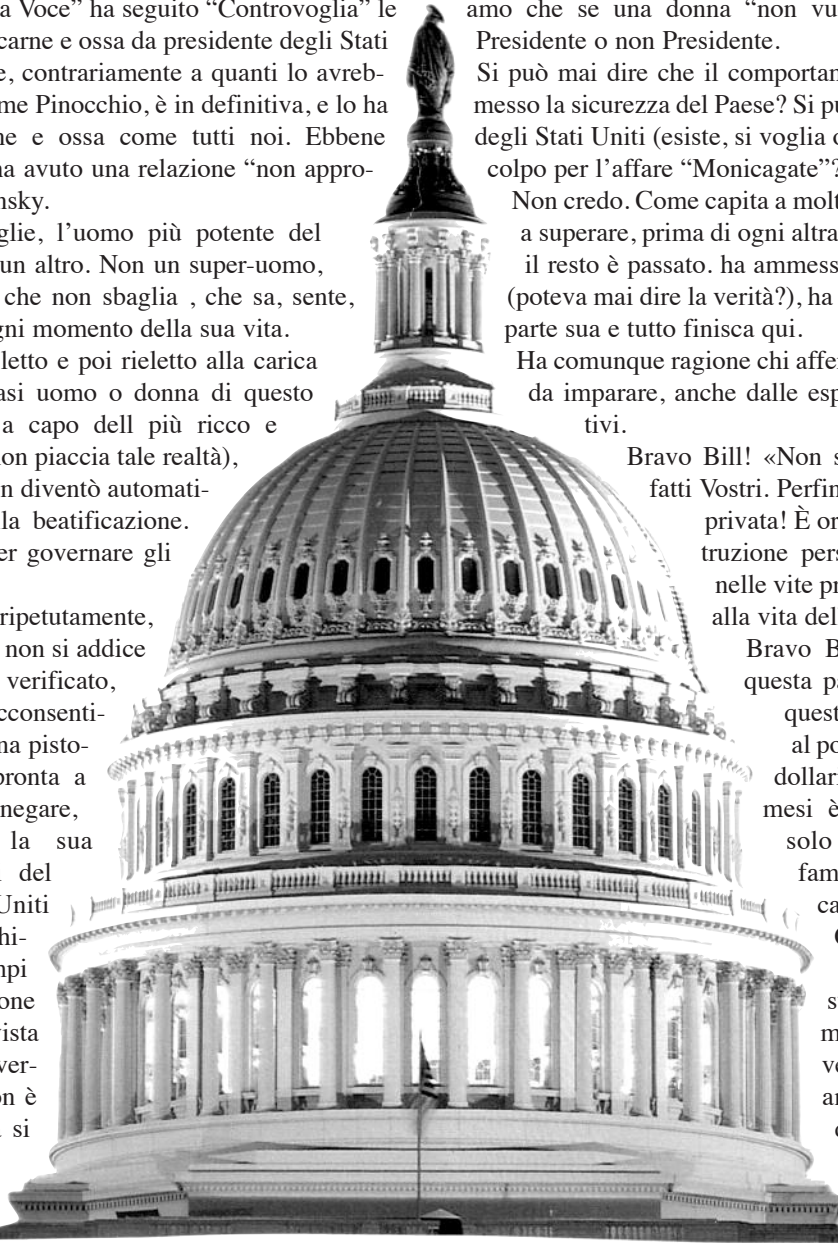 a Voce” ha seguito “Controvoglia” le
carne e ossa da presidente degli Stati
e, contrariamente a quanti lo avreb-
me Pinocchio, è in definitiva, e lo ha
ne e ossa come tutti noi. Ebbene
ha avuto una relazione “non appro-
nsky.
glie, l’uomo più potente del
un altro. Non un super-uomo,
che non sbaglia , che sa, sente,
gni momento della sua vita.
letto e poi rieletto alla carica
asi uomo o donna di questo
a capo dell più ricco e
on piaccia tale realtà),
n diventò automati-
la beatificazione.
er governare gli
ripetutamente,
non si addice
verificato,
cconsenti-
na pisto-
pronta a
negare,
la sua
del
Uniti
hi-
mpi
one
vista
ver-
on è
si
amo che se una donna “non vu
Presidente o non Presidente.
Si può mai dire che il comportam
messo la sicurezza del Paese? Si pu
degli Stati Uniti (esiste, si voglia o
colpo per l’affare “Monicagate”?
Non credo. Come capita a molt
a superare, prima di ogni altra
il resto è passato. ha ammess
(poteva mai dire la verità?), ha
parte sua e tutto finisca qui.
Ha comunque ragione chi affer
da imparare, anche dalle esp
tivi.
Bravo Bill! «Non s
fatti Vostri. Perfin
privata! È or
truzione pers
nelle vite pr
alla vita del
Bravo B
questa pa
quest
al po
dollari
mesi è
solo
fam
ca
s
m
vo
an